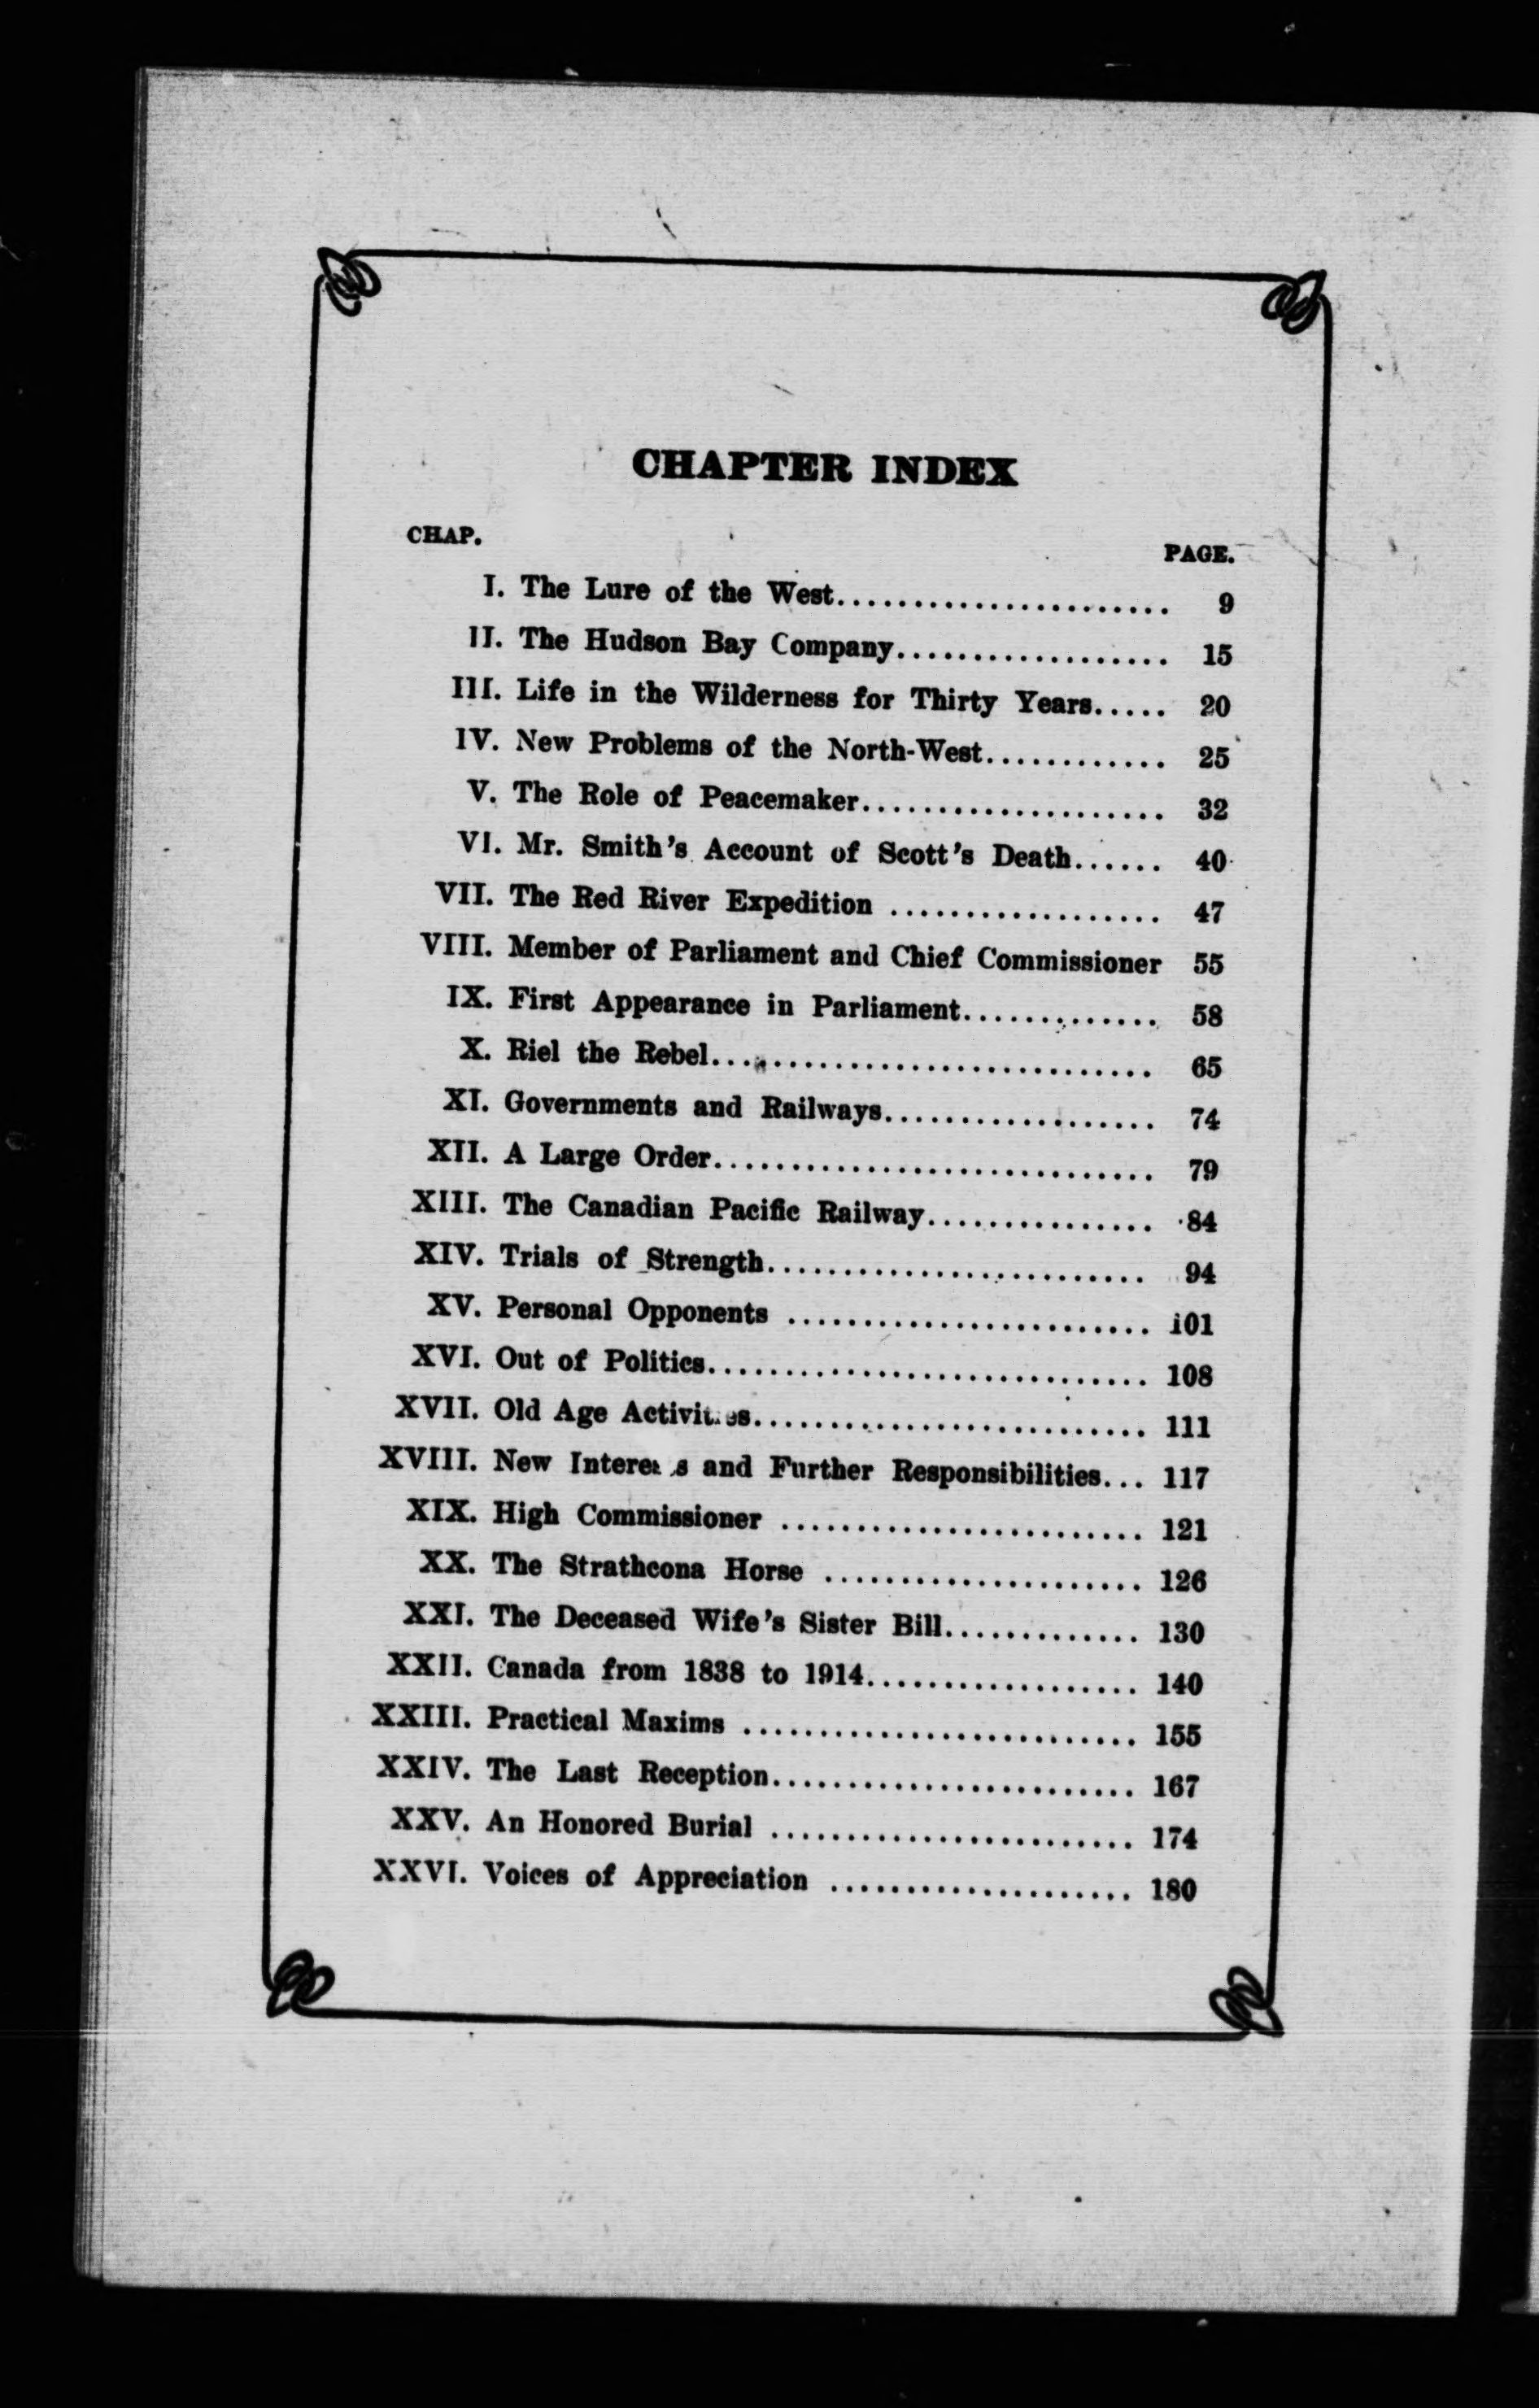 CHAPTER INDEX
CHAP.
PAGE.
I. The Lure of the West...................... 9
II. The Hudson Bay Company.................. 15
III. Life in the Wilderness for Thirty Years..... 20
IV. New Problems of the North-West............ 25
V. The Role of Peacemaker.................... 32
VI. Mr. Smith's Account of Scott's Death...... 40
VII. The Red River Expedition .................. 47
VIII. Member of Parliament and Chief Commissioner 55
IX. First Appearance in Parliament............. 58
X. Riel the Rebel............................. 65
XI. Governments and Railways.................. 74
XII. A Large Order............................. 79
XIII. The Canadian Pacific Railway............... 84
XIV. Trials of Strength......................... 94
XV. Personal Opponents ........................ 101
XVI. Out of Politics............................. 108
XVII. Old Age Activities.......................... 111
XVIII. New Interests and Further Responsibilities... 117
XIX. High Commissioner ........................ 121
XX. The Strathcona Horse ..................... 126
XXI. The Deceased Wife's Sister Bill............. 130
XXII. Canada from 1838 to 1914.................. 140
XXIII. Practical Maxims .......................... 155
XXIV. The Last Reception........................ 167
XXV. An Honored Burial ........................ 174
XXVI. Voices of Appreciation .................... 180